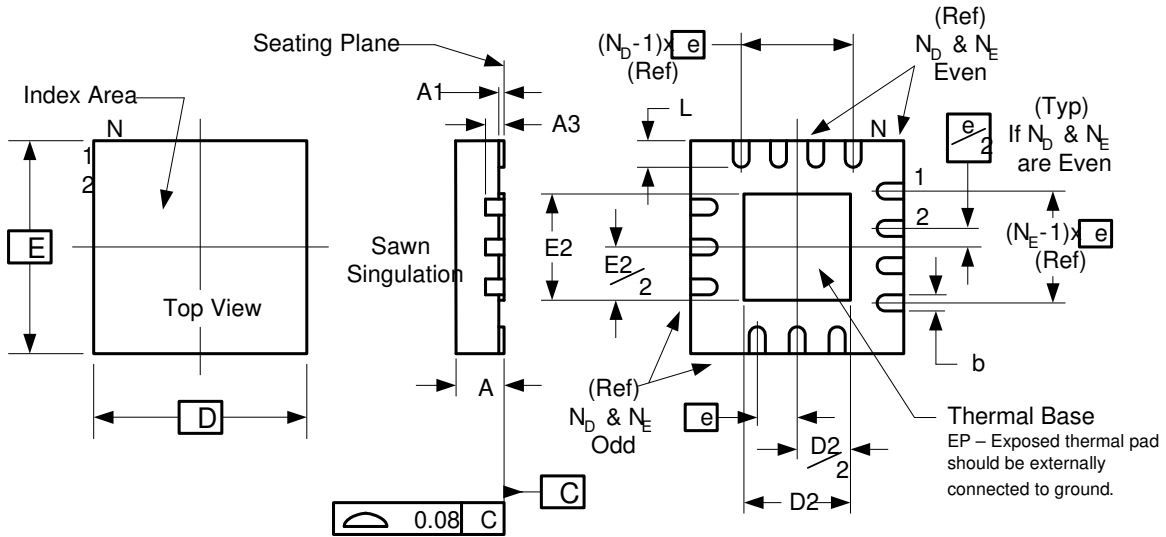 Seating Plane
Index Area
N
1
2
E
Top View
D
A1
A3
Sawn
Singulation
A
0.08 C
C
(N_D-1)x e
(Ref)
L
E2
E2/2
(Ref)
N_D & N_E
Even
N
1
2
e/2
(Typ)
If N_D & N_E
are Even
(N_E-1)x e
(Ref)
b
(Ref)
N_D & N_E
Odd
e
D2/2
D2
Thermal Base
EP – Exposed thermal pad
should be externally
connected to ground.